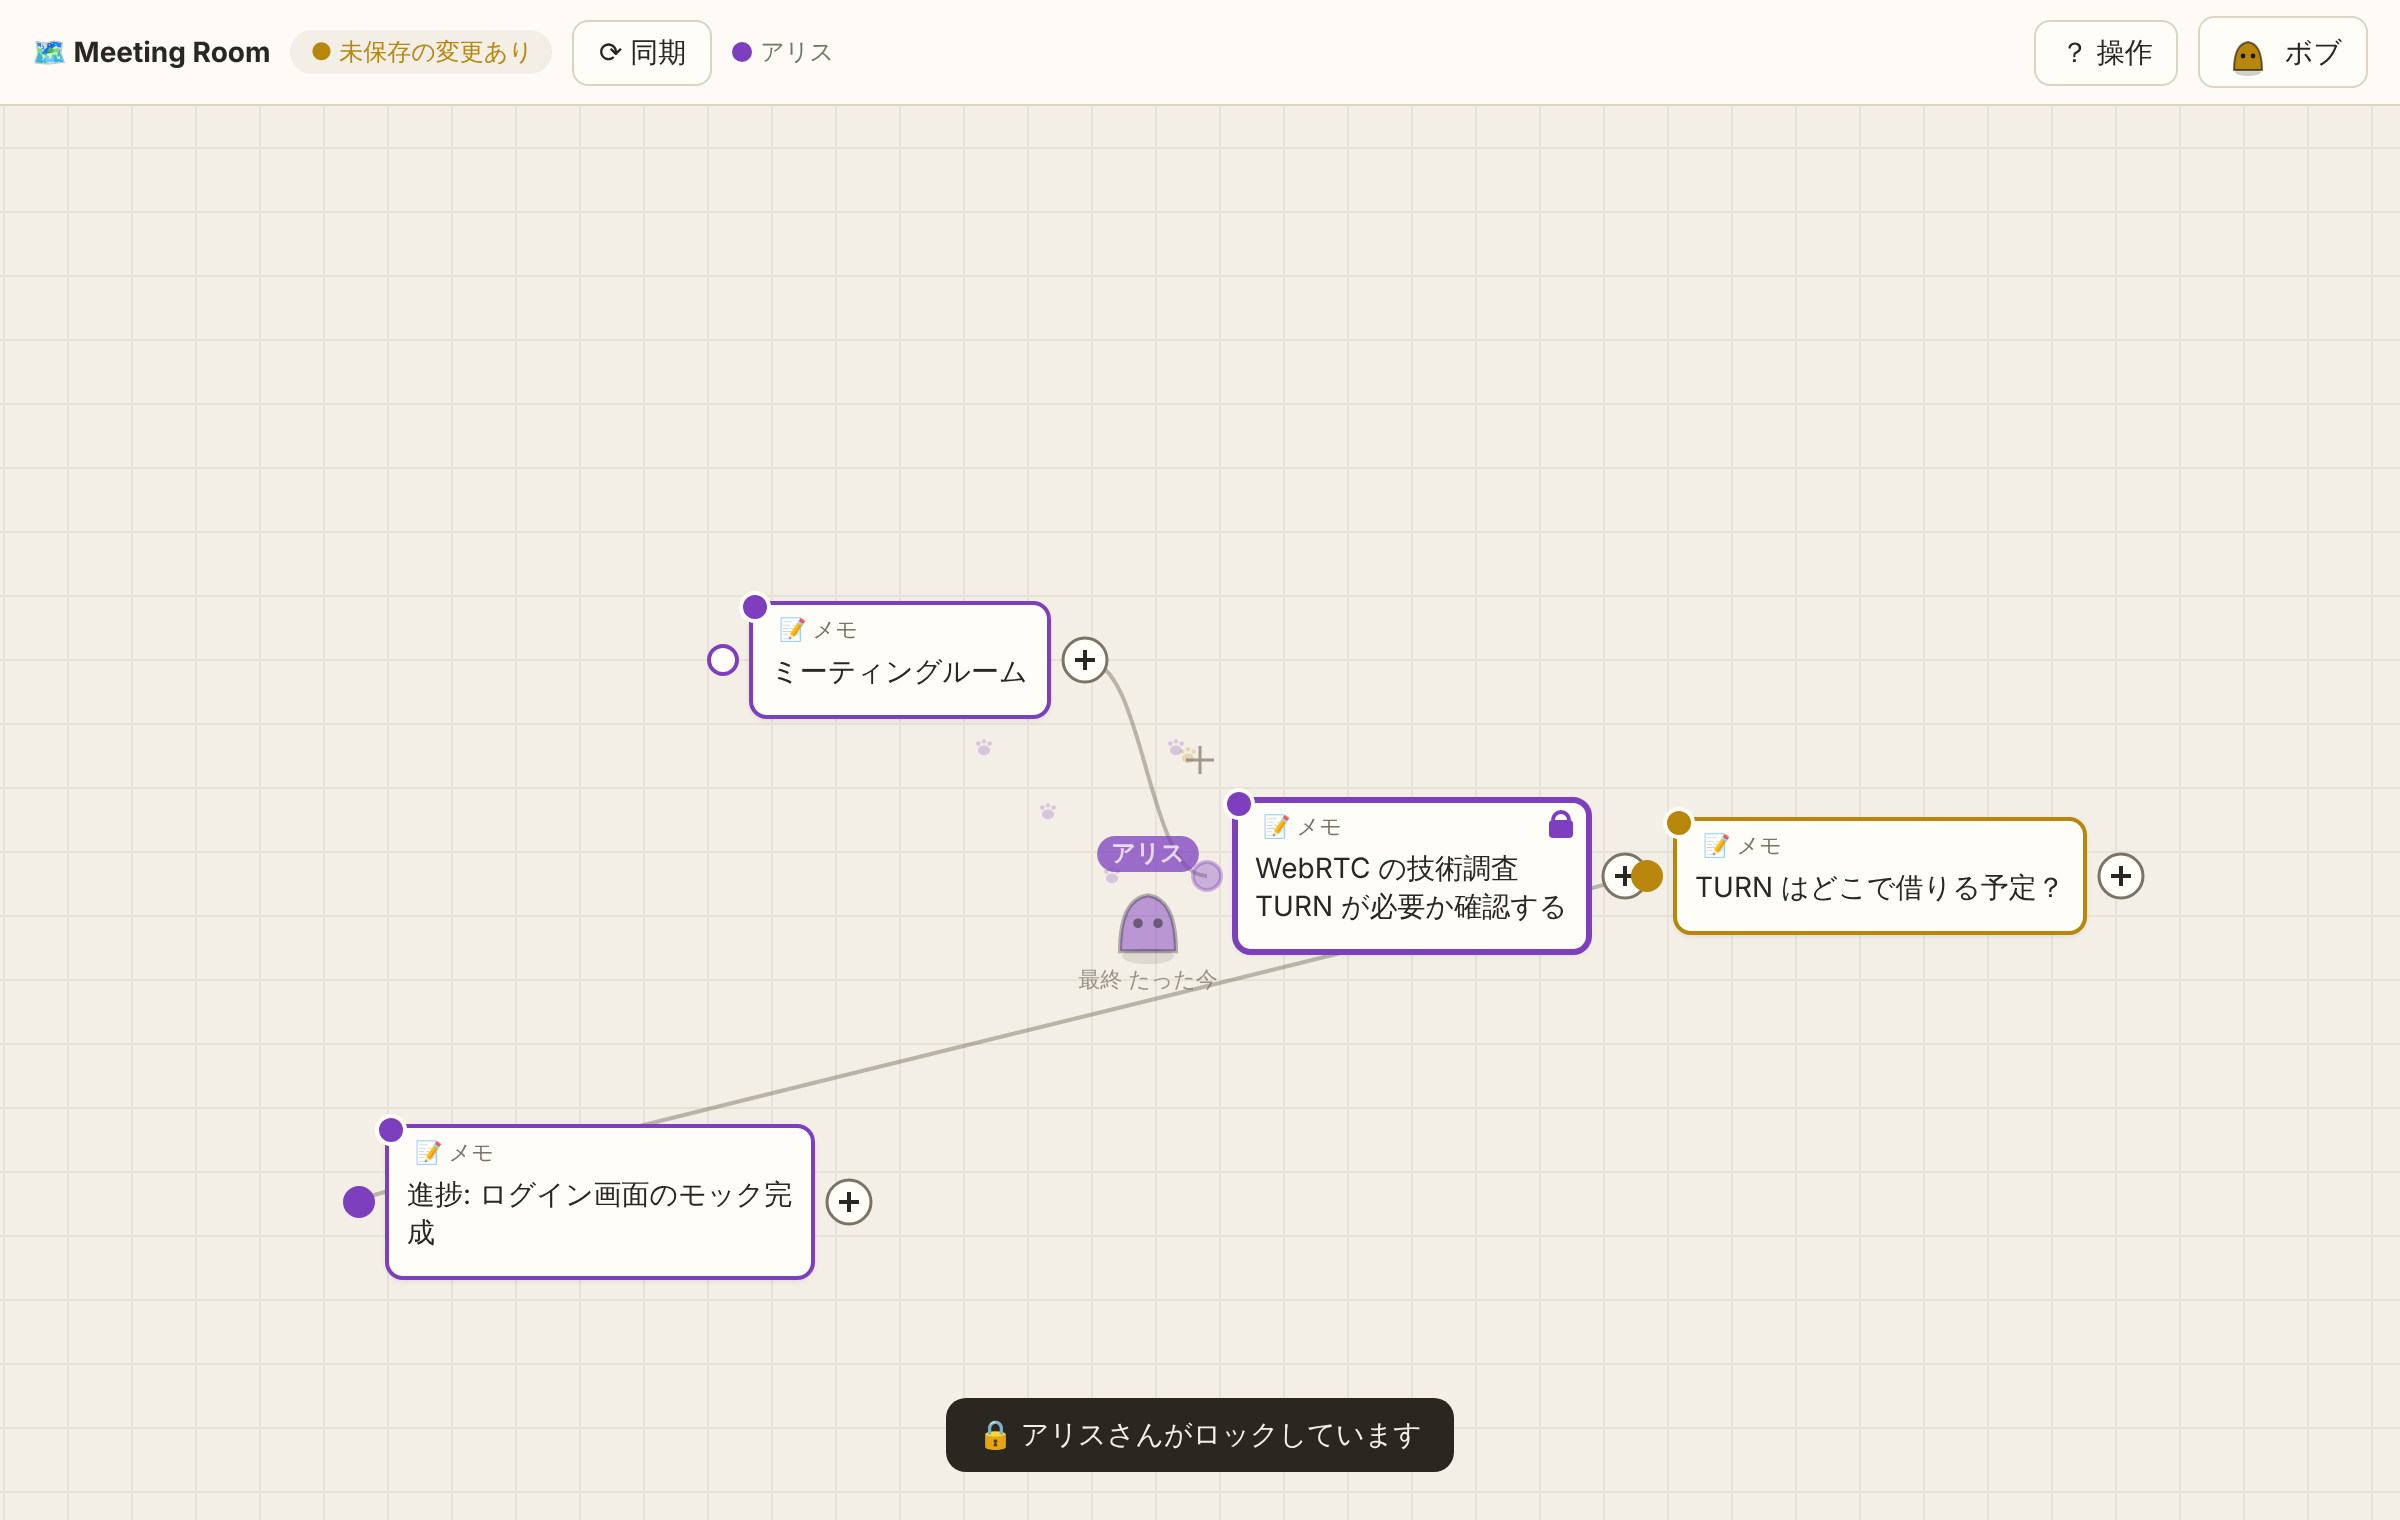 🗺️ Meeting Room
未保存の変更あり
⟳ 同期
アリス
？ 操作
ボブ
📝 メモ
ミーティングルーム
アリス
最終 たった今
📝 メモ
WebRTC の技術調査
TURN が必要か確認する
📝 メモ
TURN はどこで借りる予定？
📝 メモ
進捗: ログイン画面のモック完
成
🔒 アリスさんがロックしています